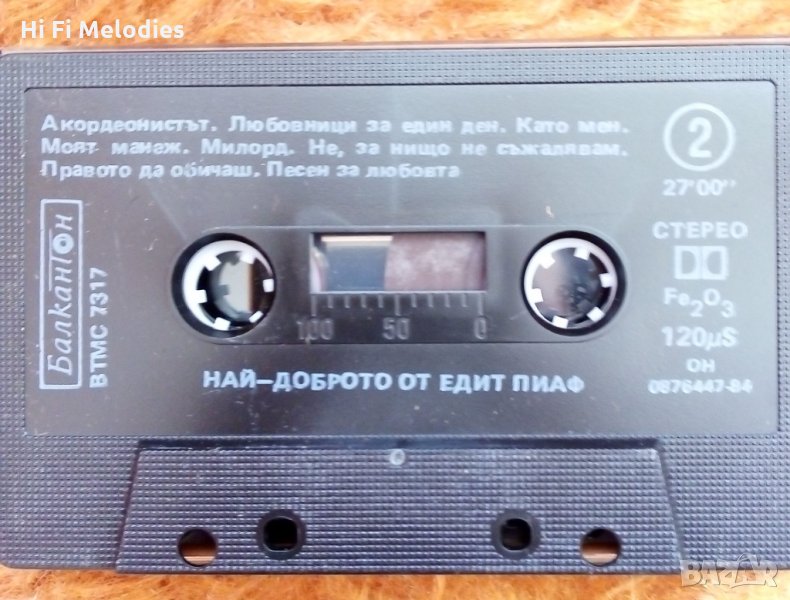 Hi Fi Melodies
Акордеонистът. Любовници за един ден. Като мен.
Моят манаж. Милорд. Не, за нищо не съжалявам.
Правото да обичаш. Песен за любовта
2
27'00''
СТЕРЕО
Fe2O3
120µS
ОН
0876447-84
Балкантон
ВТМС 7317
100 50 0
НАЙ-ДОБРОТО ОТ ЕДИТ ПИАФ
BAZAR